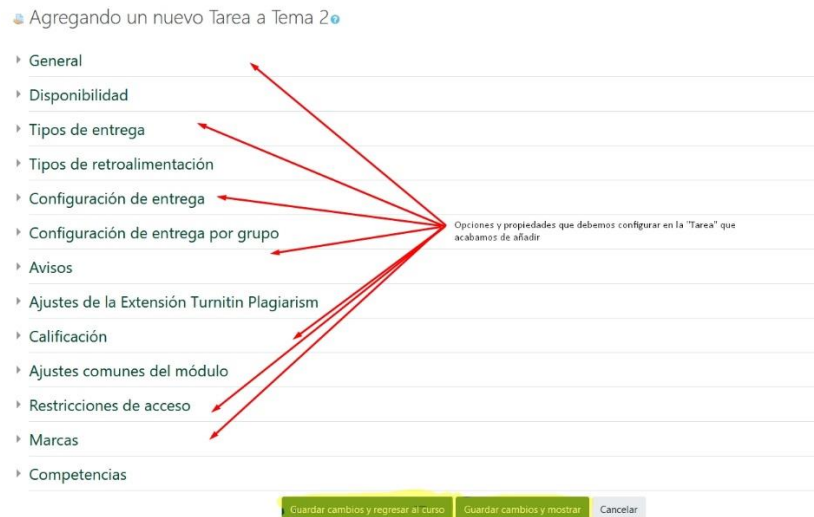 Agregando un nuevo Tarea a Tema 2
General
Disponibilidad
Tipos de entrega
Tipos de retroalimentación
Configuración de entrega
Configuración de entrega por grupo
Opciones y propiedades que debemos configurar en la "Tarea" que
acabamos de añadir
Avisos
Ajustes de la Extensión Turnitin Plagiarism
Calificación
Ajustes comunes del módulo
Restricciones de acceso
Marcas
Competencias
Guardar cambios y regresar al curso Guardar cambios y mostrar Cancelar